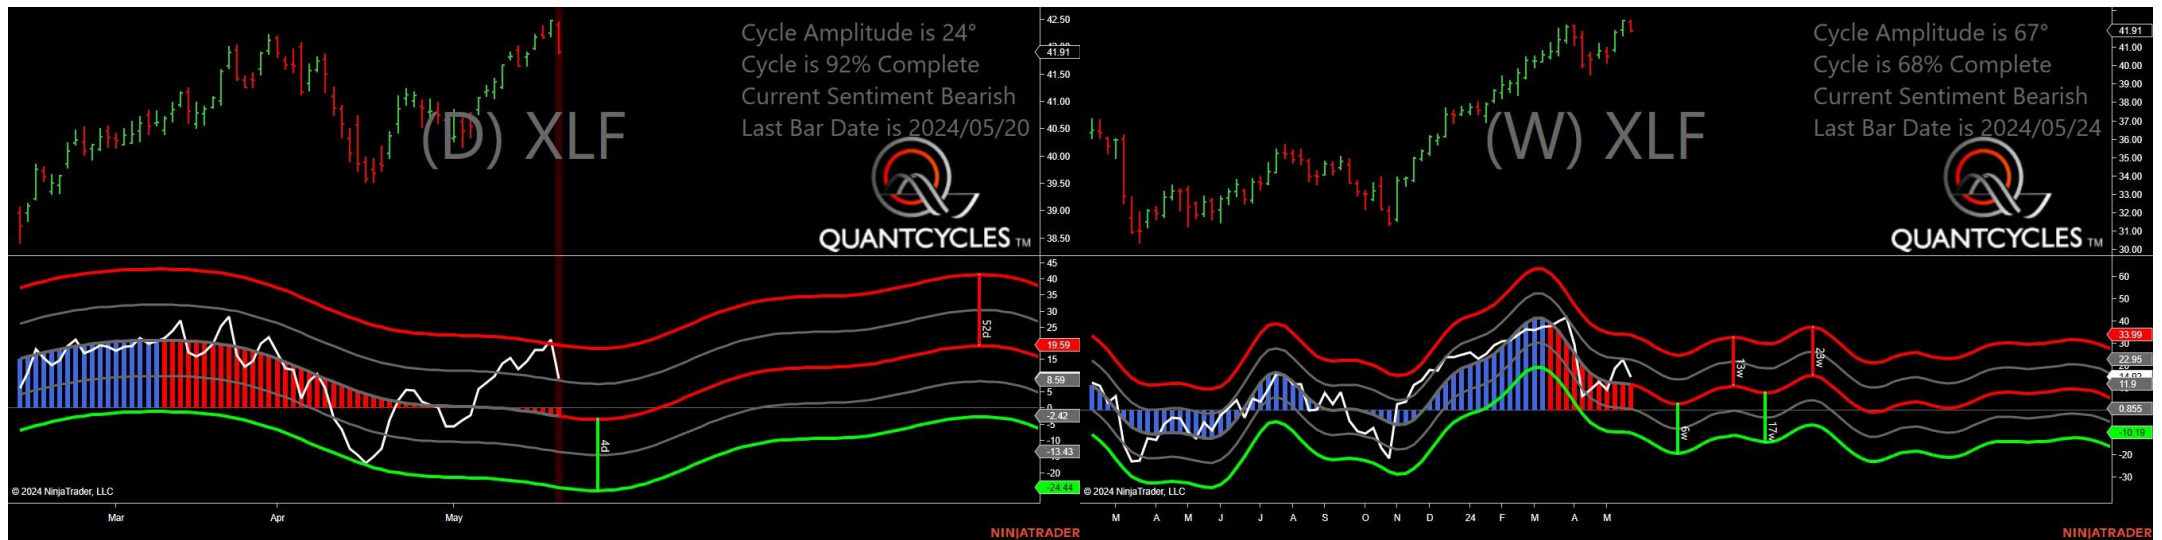 Cycle Amplitude is 24°
Cycle is 92% Complete
Current Sentiment Bearish
Last Bar Date is 2024/05/20
(D) XLF
QUANTCYCLES TM
42.50
41.91
41.50
41.00
40.50
40.00
39.50
39.00
38.50
45
40
35
30
25
19.59
15
8.59
5
0
-2.42
-5
-10
-13.43
-20
-24.44
52d
4d
© 2024 NinjaTrader, LLC
Mar Apr May
NINJATRADER
Cycle Amplitude is 67°
Cycle is 68% Complete
Current Sentiment Bearish
Last Bar Date is 2024/05/24
(W) XLF
QUANTCYCLES TM
41.91
41.00
40.00
39.00
38.00
37.00
36.00
35.00
34.00
33.00
32.00
31.00
30.00
60
50
40
33.99
30
22.95
11.9
0.855
-10.19
-20
-30
13w
28w
6w
17w
© 2024 NinjaTrader, LLC
M A M J J A S O N D 24 F M A M
NINJATRADER